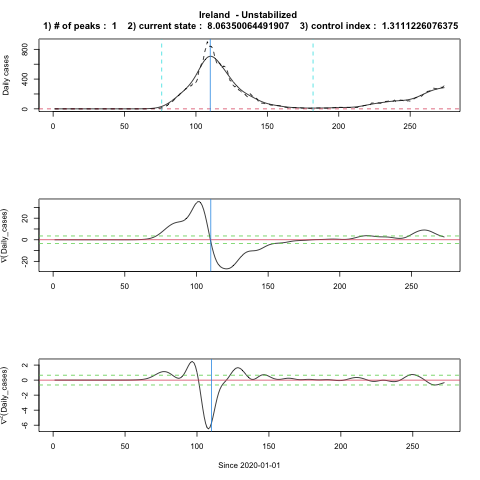 Ireland - Unstabilized
1) # of peaks : 1 2) current state : 8.06350064491907 3) control index : 1.3111226076375
Daily cases
800
400
0
0 50 100 150 200 250
∇(Daily_cases)
20
0
-20
0 50 100 150 200 250
∇²(Daily_cases)
2
0
-2
-4
-6
0 50 100 150 200 250
Since 2020-01-01